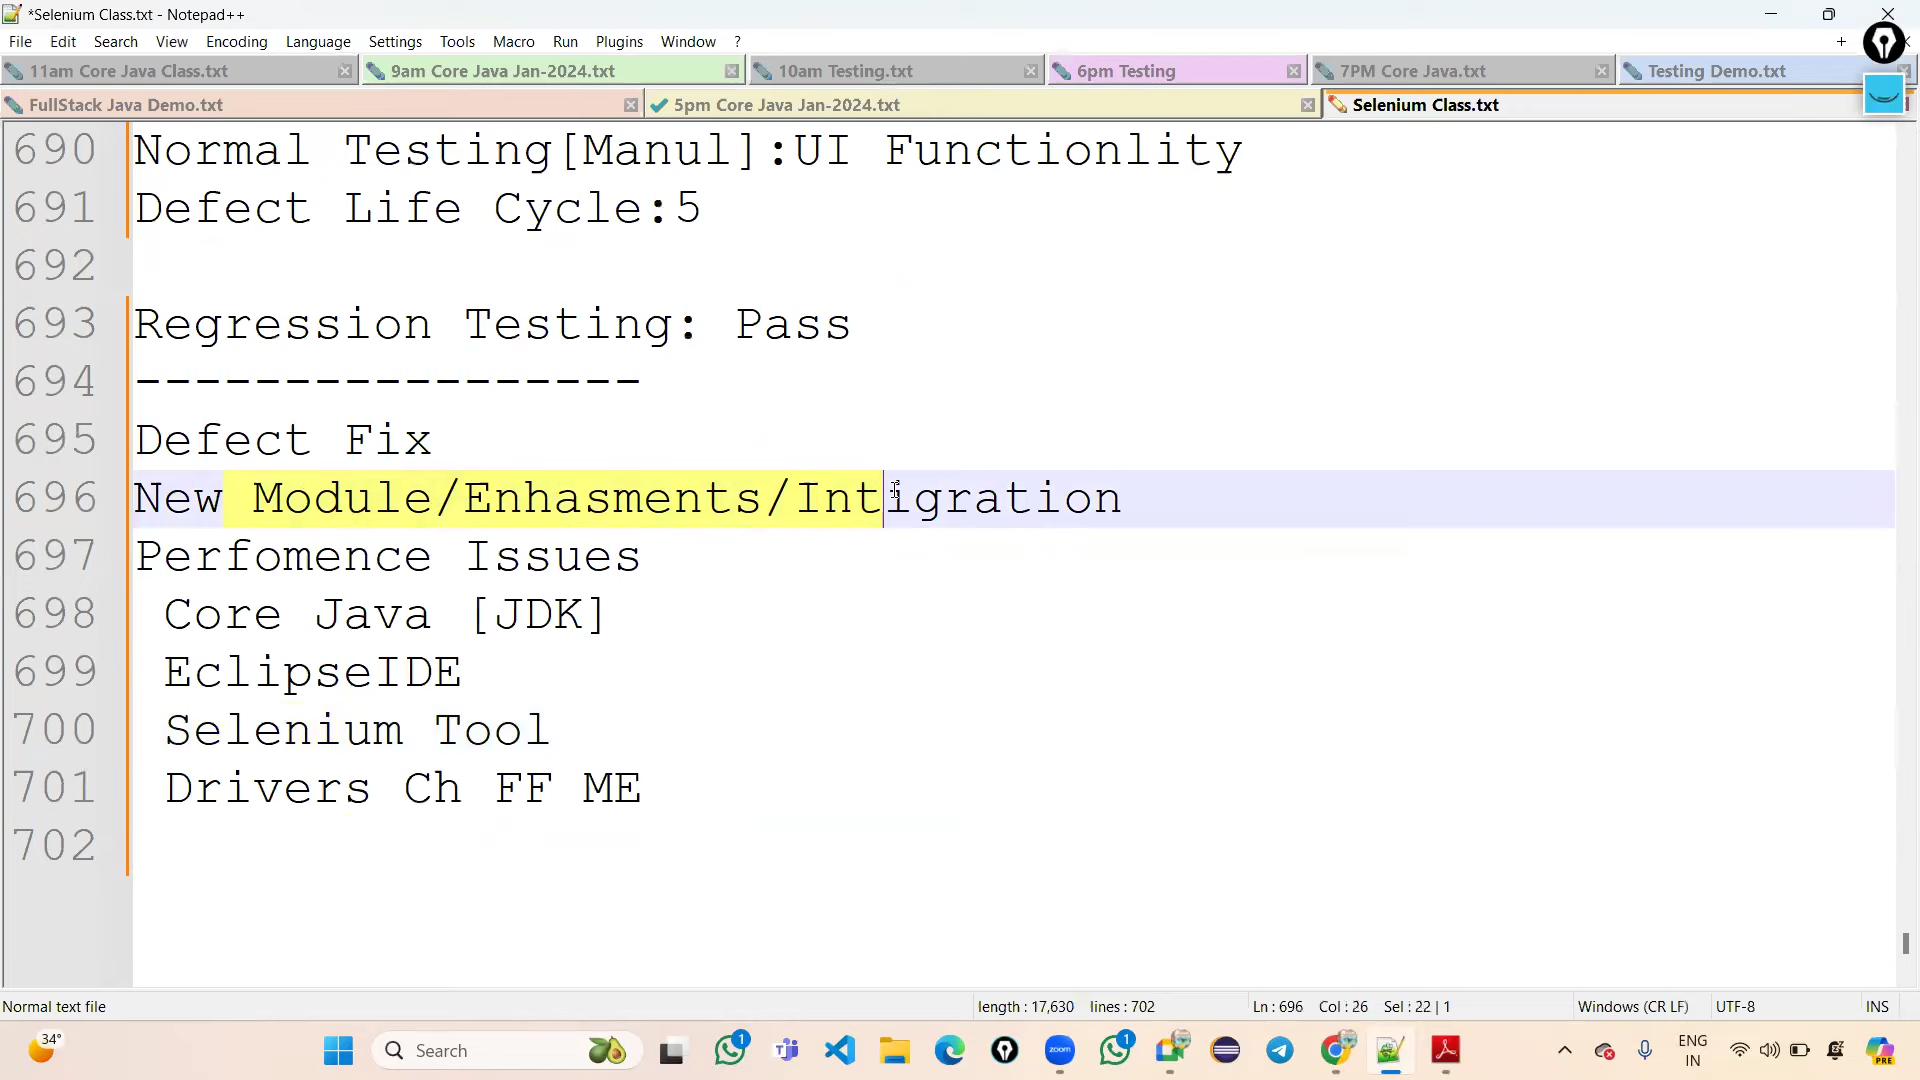 *Selenium Class.txt - Notepad++
File Edit Search View Encoding Language Settings Tools Macro Run Plugins Window ?
11am Core Java Class.txt 9am Core Java Jan-2024.txt 10am Testing.txt 6pm Testing 7PM Core Java.txt Testing Demo.txt
FullStack Java Demo.txt 5pm Core Java Jan-2024.txt Selenium Class.txt
690 Normal Testing[Manul]:UI Functionlity
691 Defect Life Cycle:5
692
693 Regression Testing: Pass
694 -----------------
695 Defect Fix
696 New Module/Enhasments/Intigration
697 Perfomence Issues
698 Core Java [JDK]
699 EclipseIDE
700 Selenium Tool
701 Drivers Ch FF ME
702
Normal text file length : 17,630 lines : 702 Ln : 696 Col : 26 Sel : 22 | 1 Windows (CR LF) UTF-8 INS
34° Search 1 zoom 1 ENG IN PRE